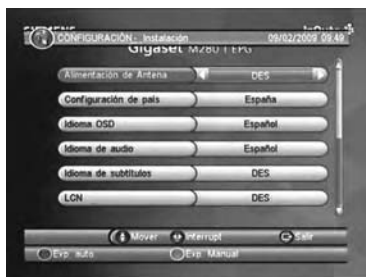 SIEMENS
CONFIGURACIÓN - Instalación 09/02/2009 09:49
Gigaset M280 T EPG
Alimentación de Antena DES
Configuración de país España
Idioma OSD Español
Idioma de audio Español
Idioma de subtítulos DES
LCN DES
Mover Interrupt Salir
Exp. auto Exp. Manual